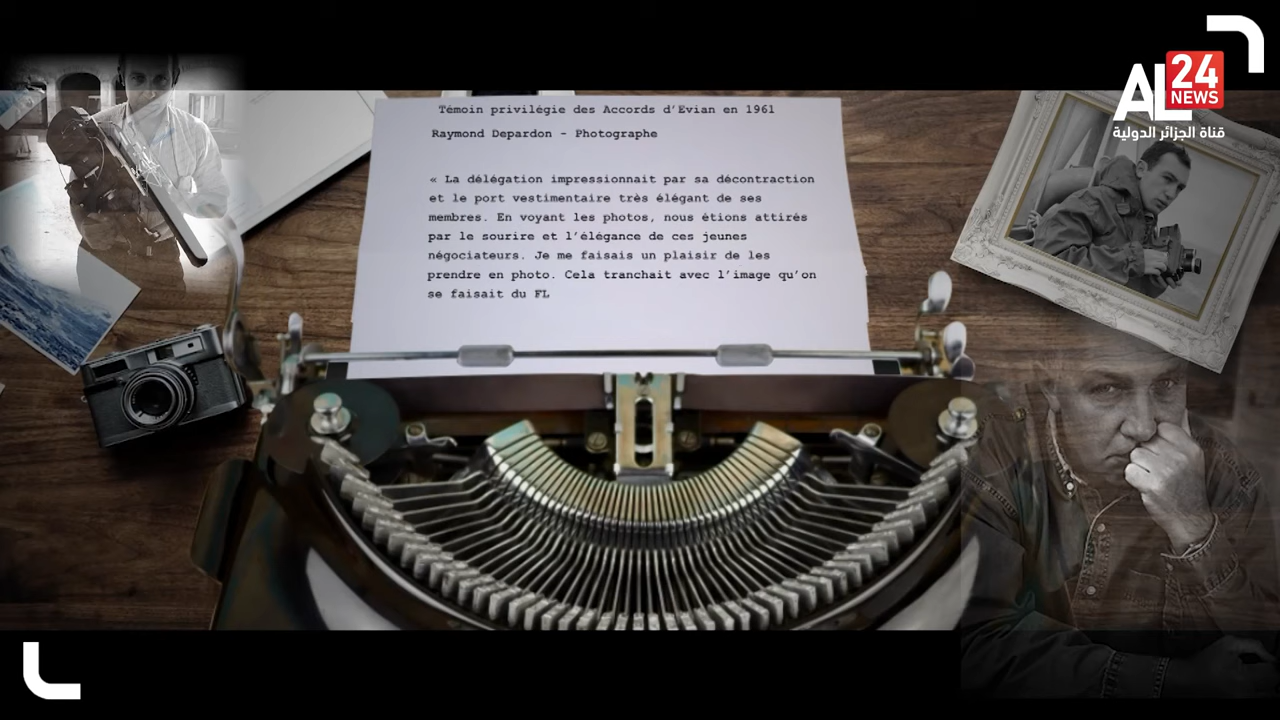 Témoin privilégie des Accords d’Evian en 1961
Raymond Depardon - Photographe
« La délégation impressionnait par sa décontraction
et le port vestimentaire très élégant de ses
membres. En voyant les photos, nous étions attirés
par le sourire et l’élégance de ces jeunes
négociateurs. Je me faisais un plaisir de les
prendre en photo. Cela tranchait avec l’image qu’on
se faisait du FL
AL
24
NEWS
قناة الجزائر الدولية